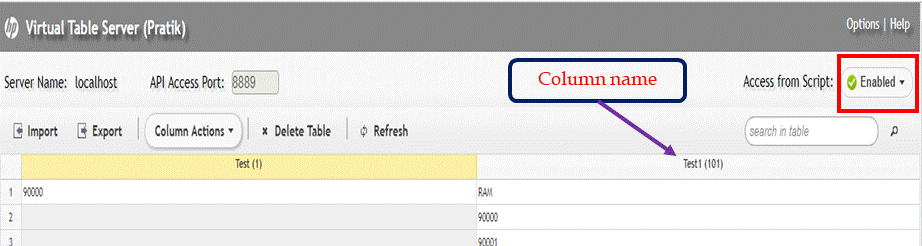 hp Virtual Table Server (Pratik) Options | Help
Server Name: localhost API Access Port: 8889 Column name Access from Script: Enabled
Import Export Column Actions Delete Table Refresh search in table
Test (1) Test1 (101)
1 90000 RAM
2 90000
3 90001